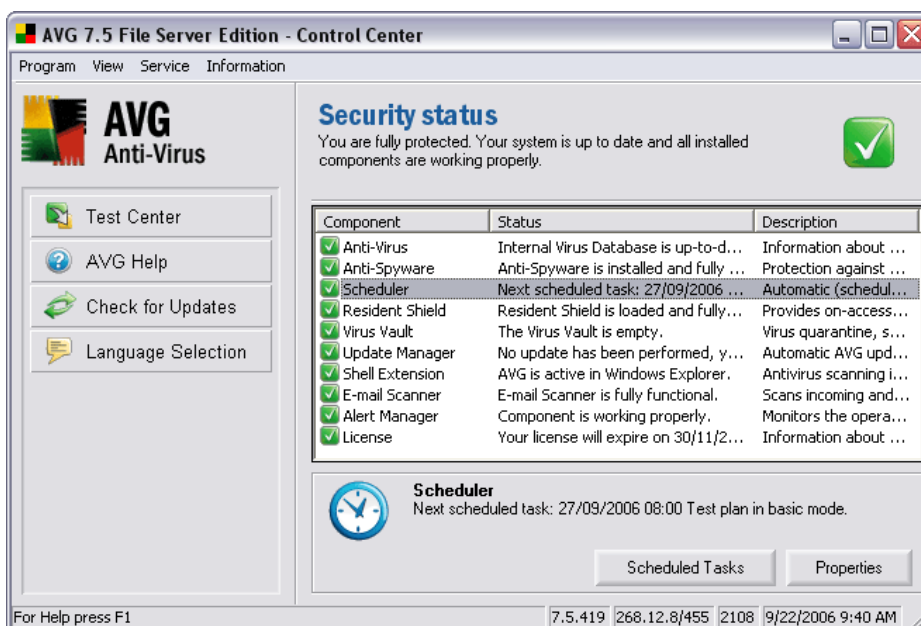 AVG 7.5 File Server Edition - Control Center
Program View Service Information
AVG
Anti-Virus
Test Center
AVG Help
Check for Updates
Language Selection
Security status
You are fully protected. Your system is up to date and all installed
components are working properly.
Component Status Description
Anti-Virus Internal Virus Database is up-to-d... Information about ...
Anti-Spyware Anti-Spyware is installed and fully ... Protection against ...
Scheduler Next scheduled task: 27/09/2006 ... Automatic (schedul...
Resident Shield Resident Shield is loaded and fully... Provides on-access...
Virus Vault The Virus Vault is empty. Virus quarantine, s...
Update Manager No update has been performed, y... Automatic AVG upd...
Shell Extension AVG is active in Windows Explorer. Antivirus scanning i...
E-mail Scanner E-mail Scanner is fully functional. Scans incoming and...
Alert Manager Component is working properly. Monitors the opera...
License Your license will expire on 30/11/2... Information about ...
Scheduler
Next scheduled task: 27/09/2006 08:00 Test plan in basic mode.
Scheduled Tasks Properties
For Help press F1 7.5.419 268.12.8/455 2108 9/22/2006 9:40 AM